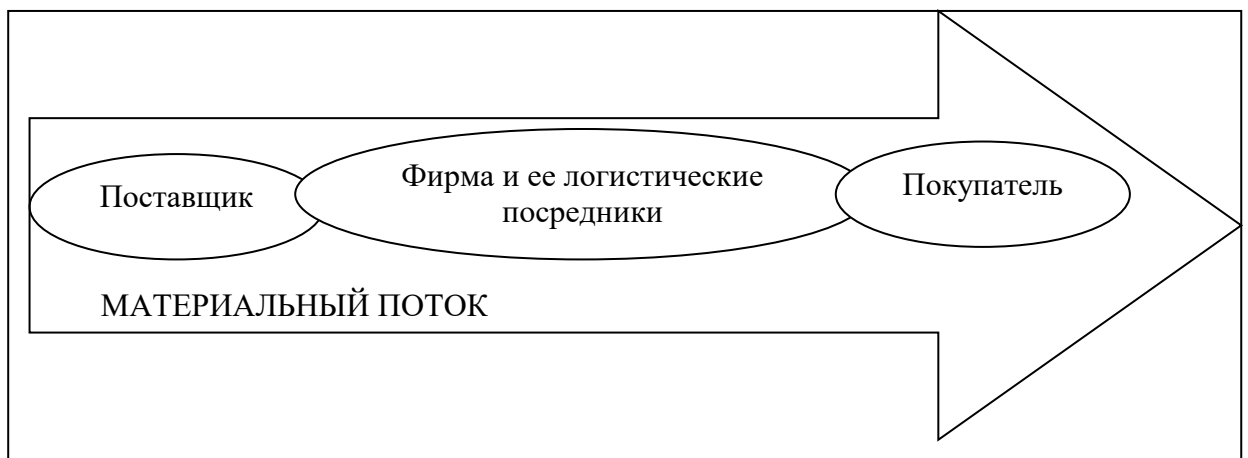 Поставщик
Фирма и ее логистические
посредники
Покупатель
МАТЕРИАЛЬНЫЙ ПОТОК